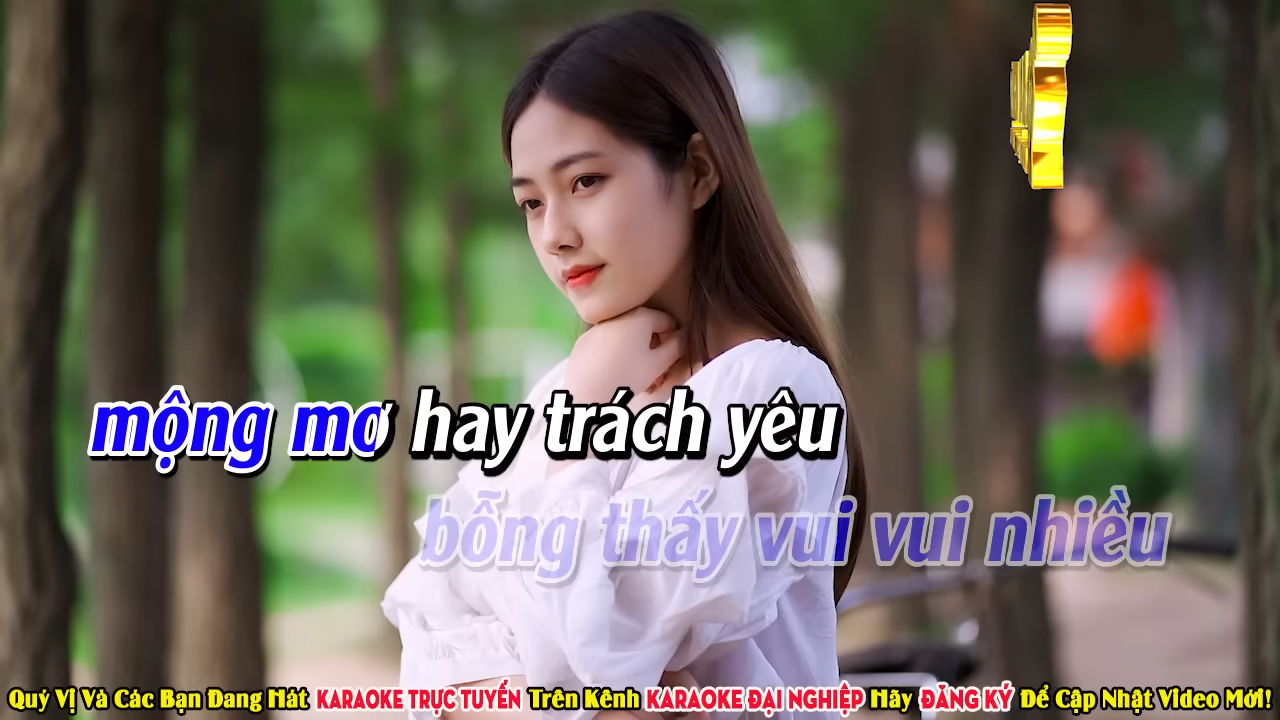 mộng mơ hay trách yêu
bỗng thấy vui vui nhiều
Quý Vị Và Các Bạn Đang Hát KARAOKE TRỰC TUYẾN Trên Kênh KARAOKE ĐẠI NGHIỆP Hãy ĐĂNG KÝ Để Cập Nhật Video Mới!